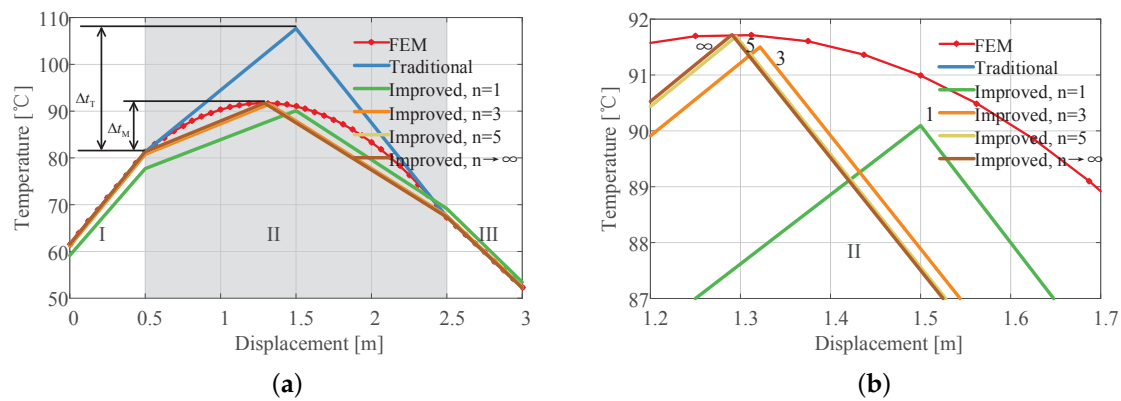 110
100
90
80
70
60
50
Temperature [℃]
Δt_T
Δt_M
FEM
Traditional
Improved, n=1
Improved, n=3
Improved, n=5
Improved, n→∞
I
II
III
0
0.5
1
1.5
2
2.5
3
Displacement [m]
(a)
92
91
90
89
88
87
Temperature [℃]
∞
5
3
1
FEM
Traditional
Improved, n=1
Improved, n=3
Improved, n=5
Improved, n→∞
II
1.2
1.3
1.4
1.5
1.6
1.7
Displacement [m]
(b)